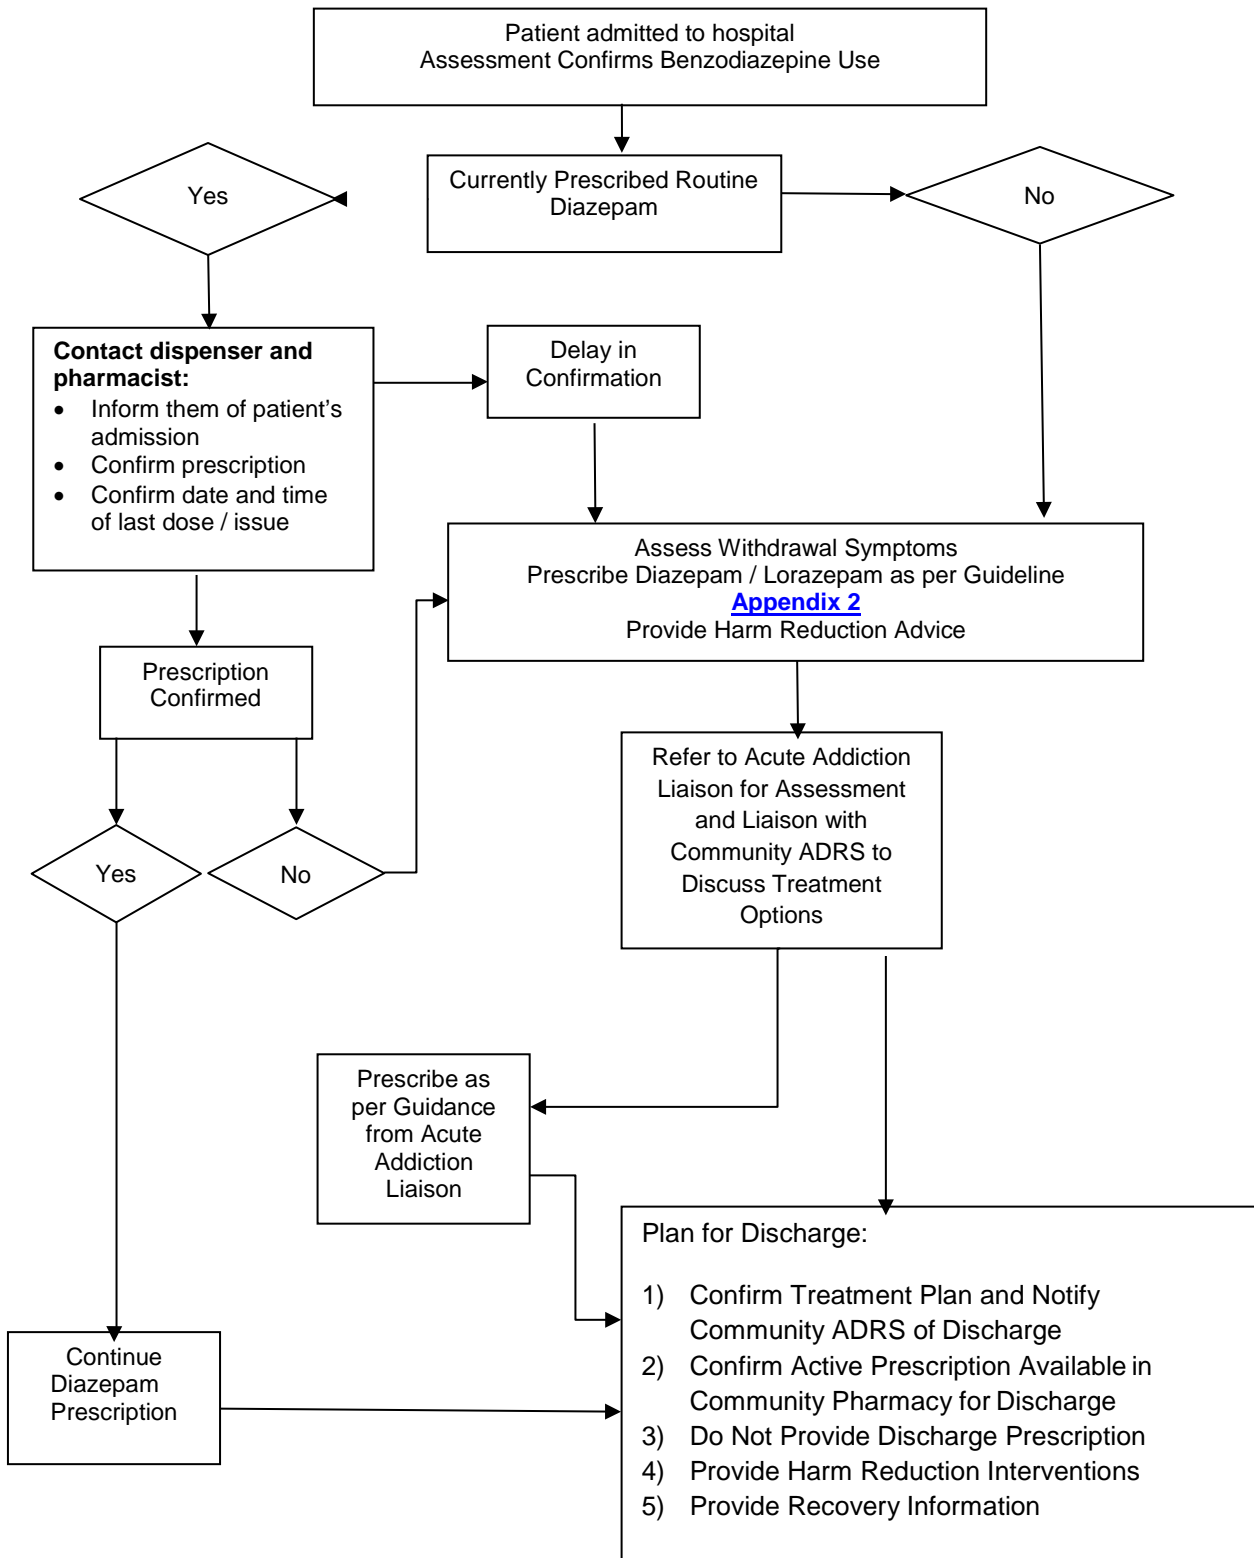 Patient admitted to hospital
Assessment Confirms Benzodiazepine Use
Yes
Currently Prescribed Routine
Diazepam
No
Contact dispenser and
pharmacist:
• Inform them of patient's
admission
• Confirm prescription
• Confirm date and time
of last dose / issue
Delay in
Confirmation
Assess Withdrawal Symptoms
Prescribe Diazepam / Lorazepam as per Guideline
Appendix 2
Provide Harm Reduction Advice
Prescription
Confirmed
Yes
No
Refer to Acute Addiction
Liaison for Assessment
and Liaison with
Community ADRS to
Discuss Treatment
Options
Prescribe as
per Guidance
from Acute
Addiction
Liaison
Continue
Diazepam
Prescription
Plan for Discharge:
1) Confirm Treatment Plan and Notify
Community ADRS of Discharge
2) Confirm Active Prescription Available in
Community Pharmacy for Discharge
3) Do Not Provide Discharge Prescription
4) Provide Harm Reduction Interventions
5) Provide Recovery Information